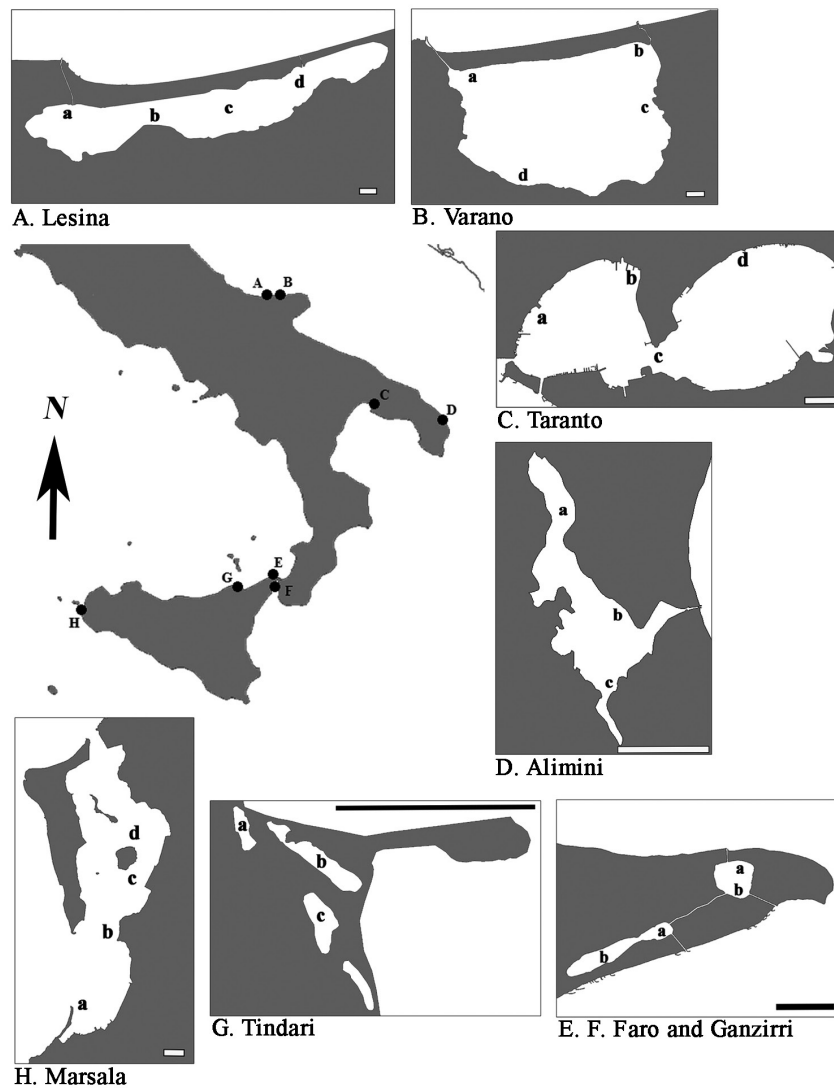 a b c d
A. Lesina
a b c d
B. Varano
A B C D E F G H
N
a b c d
C. Taranto
a b c
D. Alimini
a b c d
H. Marsala
a b c
G. Tindari
a b a b
E. F. Faro and Ganzirri